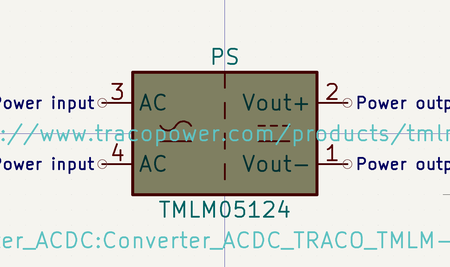 PS
3 AC Vout+ 2
Power input Power outp
://www.tracopower.com/products/tmlm
4 AC Vout- 1
Power input Power outp
TMLM05124
ter_ACDC:Converter_ACDC_TRACO_TMLM-